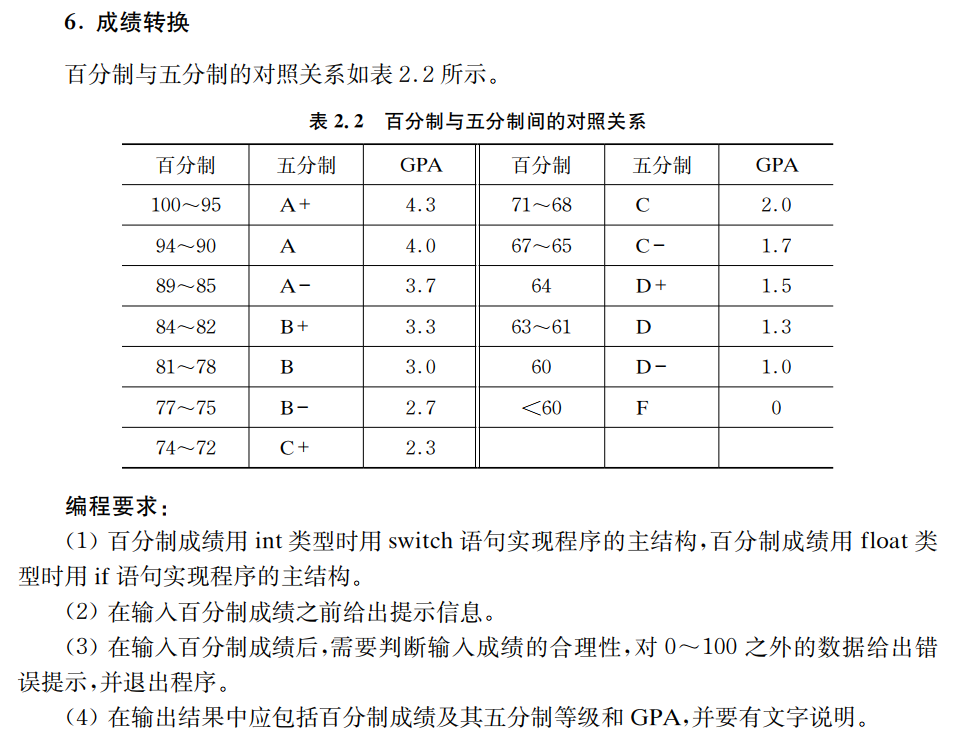 6. 成绩转换
百分制与五分制的对照关系如表 2.2 所示。
表 2.2 百分制与五分制间的对照关系
百分制 五分制 GPA 百分制 五分制 GPA
100～95 A+ 4.3 71～68 C 2.0
94～90 A 4.0 67～65 C- 1.7
89～85 A- 3.7 64 D+ 1.5
84～82 B+ 3.3 63～61 D 1.3
81～78 B 3.0 60 D- 1.0
77～75 B- 2.7 <60 F 0
74～72 C+ 2.3
编程要求：
（1）百分制成绩用 int 类型时用 switch 语句实现程序的主结构，百分制成绩用 float 类
型时用 if 语句实现程序的主结构。
（2）在输入百分制成绩之前给出提示信息。
（3）在输入百分制成绩后，需要判断输入成绩的合理性，对 0～100 之外的数据给出错
误提示，并退出程序。
（4）在输出结果中应包括百分制成绩及其五分制等级和 GPA，并要有文字说明。